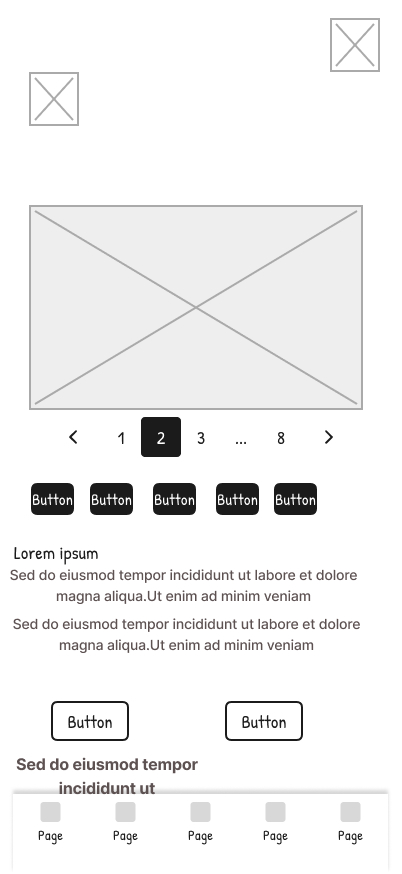 1 2 3 ... 8
Button Button Button Button Button
Lorem ipsum
Sed do eiusmod tempor incididunt ut labore et dolore
magna aliqua.Ut enim ad minim veniam
Sed do eiusmod tempor incididunt ut labore et dolore
magna aliqua.Ut enim ad minim veniam
Button Button
Sed do eiusmod tempor
incididunt ut
Page Page Page Page Page